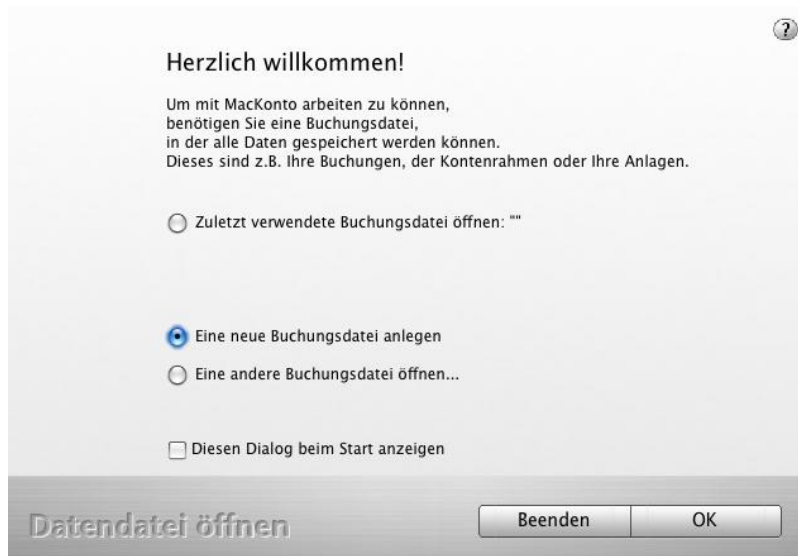 ?
Herzlich willkommen!
Um mit MacKonto arbeiten zu können,
benötigen Sie eine Buchungsdatei,
in der alle Daten gespeichert werden können.
Dieses sind z.B. Ihre Buchungen, der Kontenrahmen oder Ihre Anlagen.
Zuletzt verwendete Buchungsdatei öffnen: ""
Eine neue Buchungsdatei anlegen
Eine andere Buchungsdatei öffnen...
Diesen Dialog beim Start anzeigen
Datendatei öffnen
Beenden OK